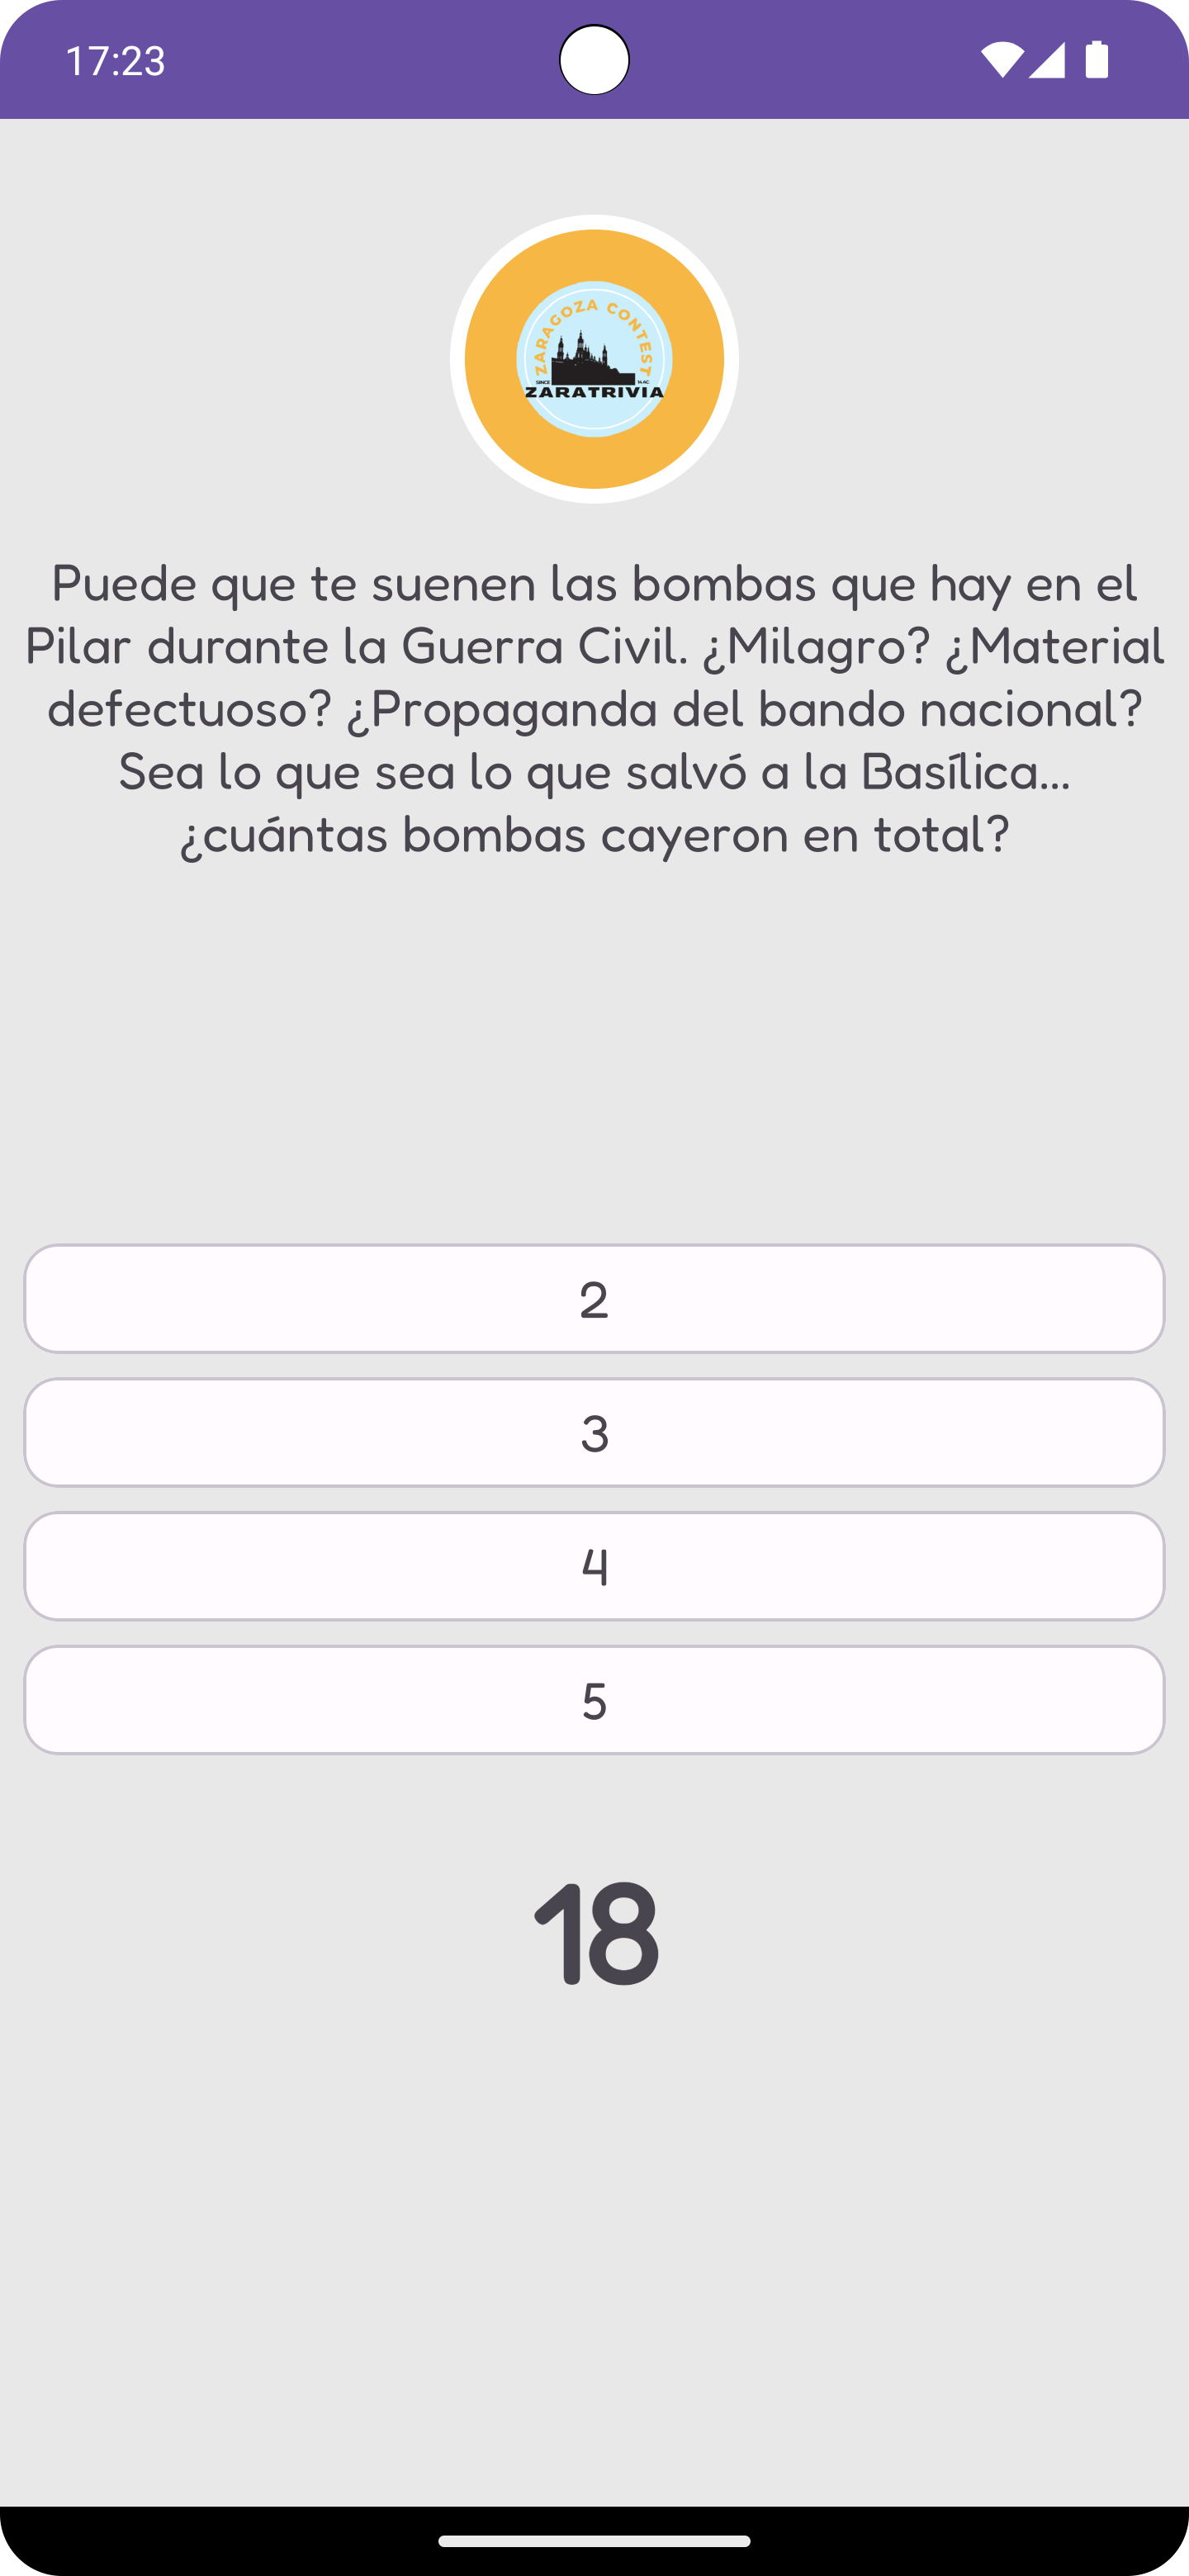 17:23
ZARAGOZA CONTEST
SINCE 14 AC
ZARATRIVIA
Puede que te suenen las bombas que hay en el
Pilar durante la Guerra Civil. ¿Milagro? ¿Material
defectuoso? ¿Propaganda del bando nacional?
Sea lo que sea lo que salvó a la Basílica...
¿cuántas bombas cayeron en total?
2
3
4
5
18